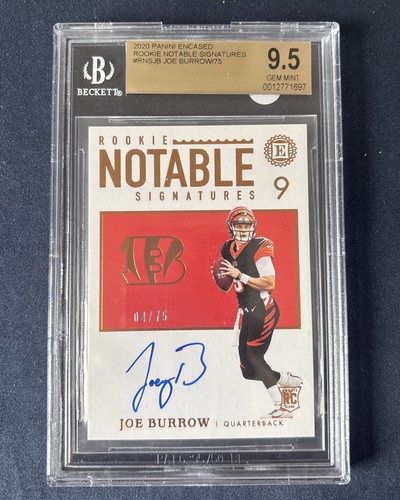 B
BECKETT
2020 PANINI ENCASED
ROOKIE NOTABLE SIGNATURES
#RNSJB JOE BURROW/75
9.5
GEM MINT
0012771697
ROOKIE
NOTABLE
SIGNATURES
E
9
B
04/75
JOE BURROW | QUARTERBACK
RC